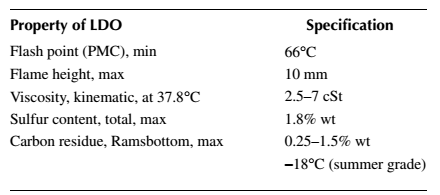 Property of LDO Specification
Flash point (PMC), min 66°C
Flame height, max 10 mm
Viscosity, kinematic, at 37.8°C 2.5–7 cSt
Sulfur content, total, max 1.8% wt
Carbon residue, Ramsbottom, max 0.25–1.5% wt
−18°C (summer grade)